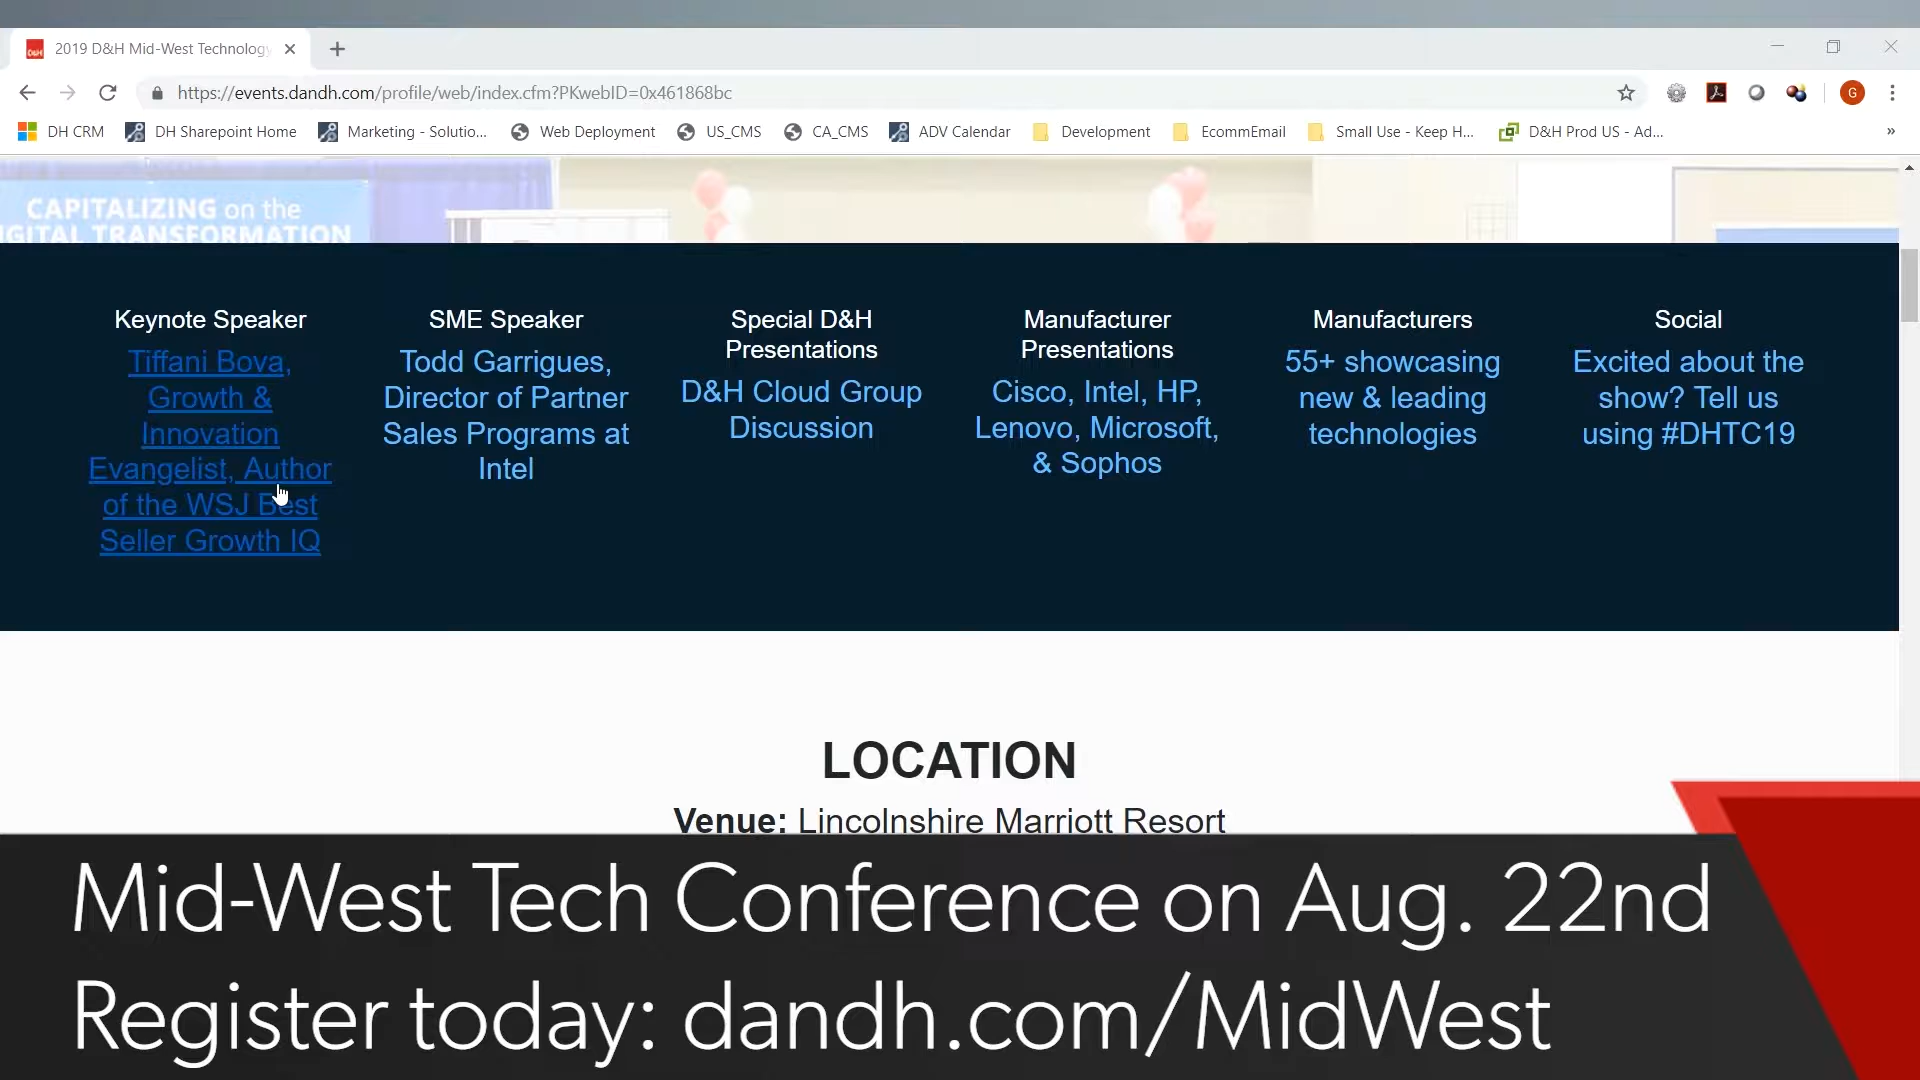 2019 D&H Mid-West Technology
https://events.dandh.com/profile/web/index.cfm?PKwebID=0x461868bc
G
DH CRM
DH Sharepoint Home
Marketing - Solutio...
Web Deployment
US_CMS
CA_CMS
ADV Calendar
Development
EcommEmail
Small Use - Keep H...
D&H Prod US - Ad...
»
CAPITALIZING on the
IGITAL TRANSFORMATION
Keynote Speaker
Tiffani Bova,
Growth &
Innovation
Evangelist, Author
of the WSJ Best
Seller Growth IQ
SME Speaker
Todd Garrigues,
Director of Partner
Sales Programs at
Intel
Special D&H
Presentations
D&H Cloud Group
Discussion
Manufacturer
Presentations
Cisco, Intel, HP,
Lenovo, Microsoft,
& Sophos
Manufacturers
55+ showcasing
new & leading
technologies
Social
Excited about the
show? Tell us
using #DHTC19
LOCATION
Venue: Lincolnshire Marriott Resort
Mid-West Tech Conference on Aug. 22nd
Register today: dandh.com/MidWest